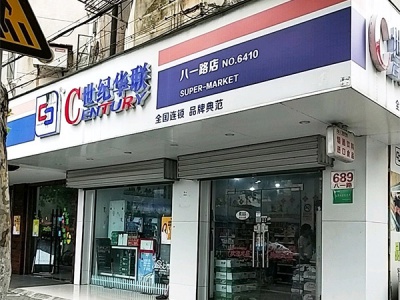 世纪华联
CENTURY
八一路店 NO.6410
SUPER-MARKET
全国连锁 品牌典范
689
八一路